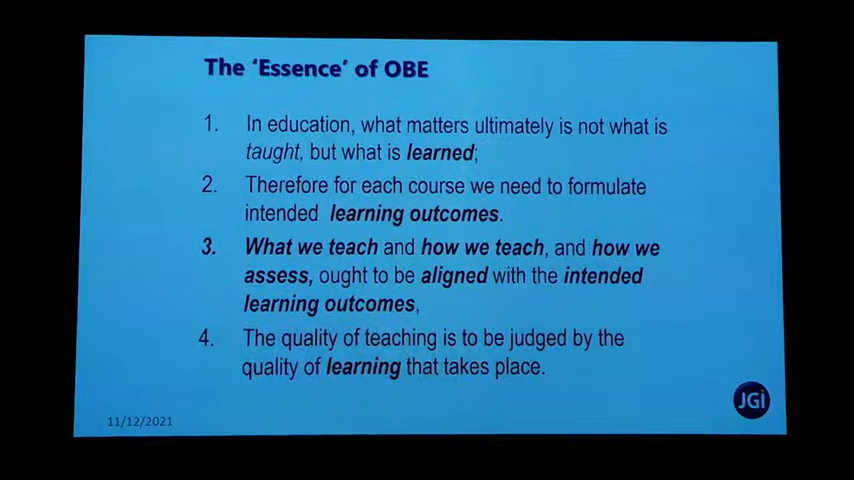 The ‘Essence’ of OBE
1. In education, what matters ultimately is not what is
taught, but what is learned;
2. Therefore for each course we need to formulate
intended learning outcomes.
3. What we teach and how we teach, and how we
assess, ought to be aligned with the intended
learning outcomes,
4. The quality of teaching is to be judged by the
quality of learning that takes place.
JGi
11/12/2021